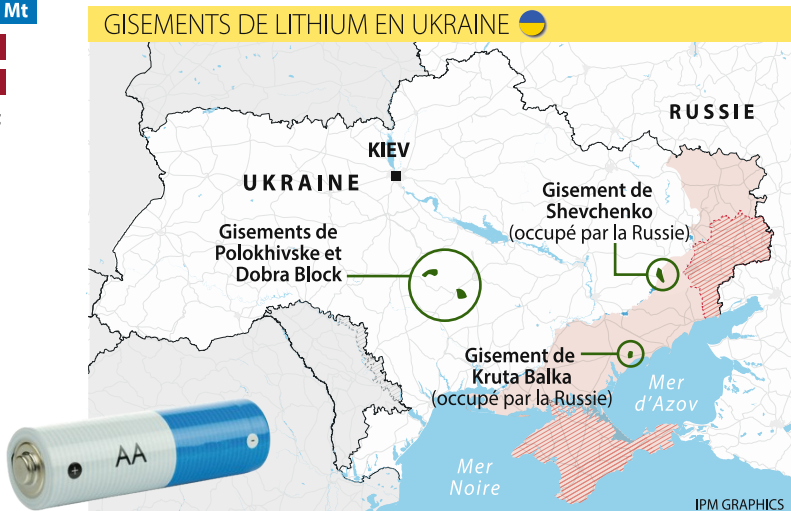 Mt
GISEMENTS DE LITHIUM EN UKRAINE
RUSSIE
KIEV
UKRAINE
Gisement de
Shevchenko
(occupé par la Russie)
Gisements de
Polokhivske et
Dobra Block
Gisement de
Kruta Balka
(occupé par la Russie)
Mer
d'Azov
AA
Mer
Noire
IPM GRAPHICS